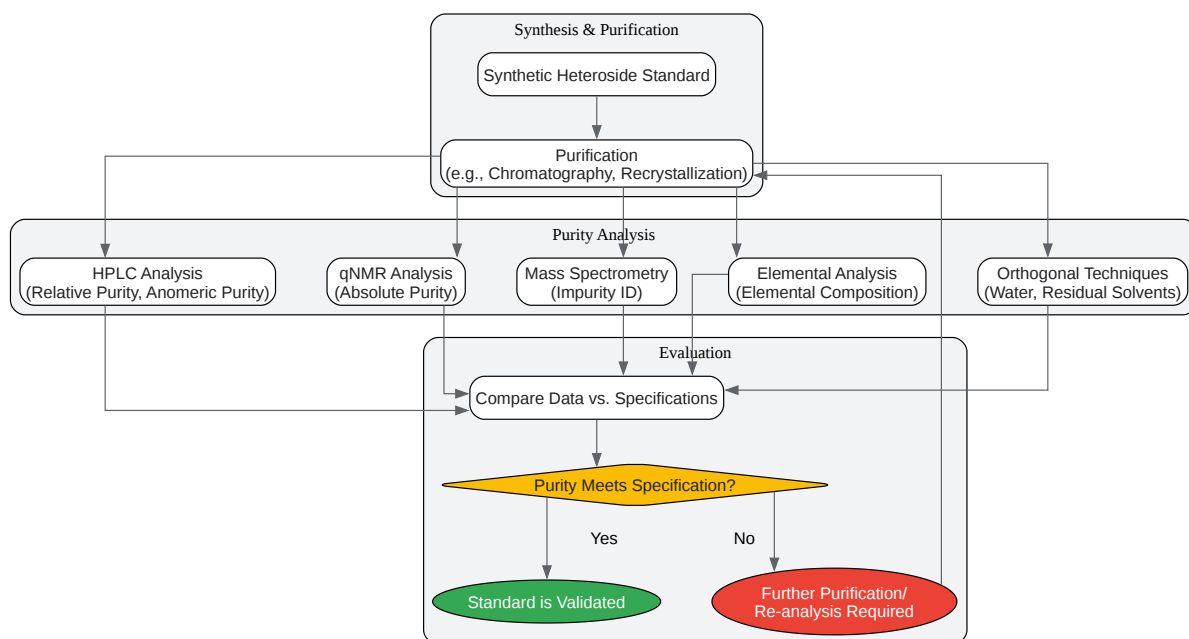 Synthesis & Purification
Synthetic Heteroside Standard
Purification
(e.g., Chromatography, Recrystallization)
Purity Analysis
HPLC Analysis
(Relative Purity, Anomeric Purity)
qNMR Analysis
(Absolute Purity)
Mass Spectrometry
(Impurity ID)
Elemental Analysis
(Elemental Composition)
Orthogonal Techniques
(Water, Residual Solvents)
Evaluation
Compare Data vs. Specifications
Purity Meets Specification?
Yes
No
Standard is Validated
Further Purification/
Re-analysis Required